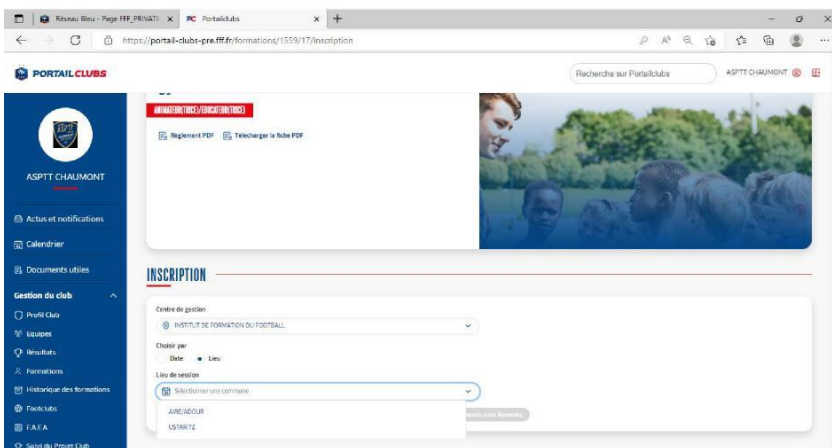 Réseau Bleu - Page FFF_PRIVATI
Portailclubs
https://portail-clubs-pre.fff.fr/formations/1559/17/inscription
PORTAIL CLUBS
Recherche sur Portailclubs
ASPTT CHAUMONT
ANIMATEUR(TRICE)/EDUCATEUR(TRICE)
Règlement PDF
Télécharger la fiche PDF
ASPTT CHAUMONT
Actus et notifications
Calendrier
Documents utiles
Gestion du club
Profil Club
Equipes
Résultats
Formations
Historique des formations
Footclubs
F.A.F.A
Suivi du Projet Club
INSCRIPTION
Centre de gestion
INSTITUT DE FORMATION DU FOOTBALL
Choisir par
Date Lieu
Lieu de session
Sélectionner une commune
AIRE/ADOUR
USTARITZ